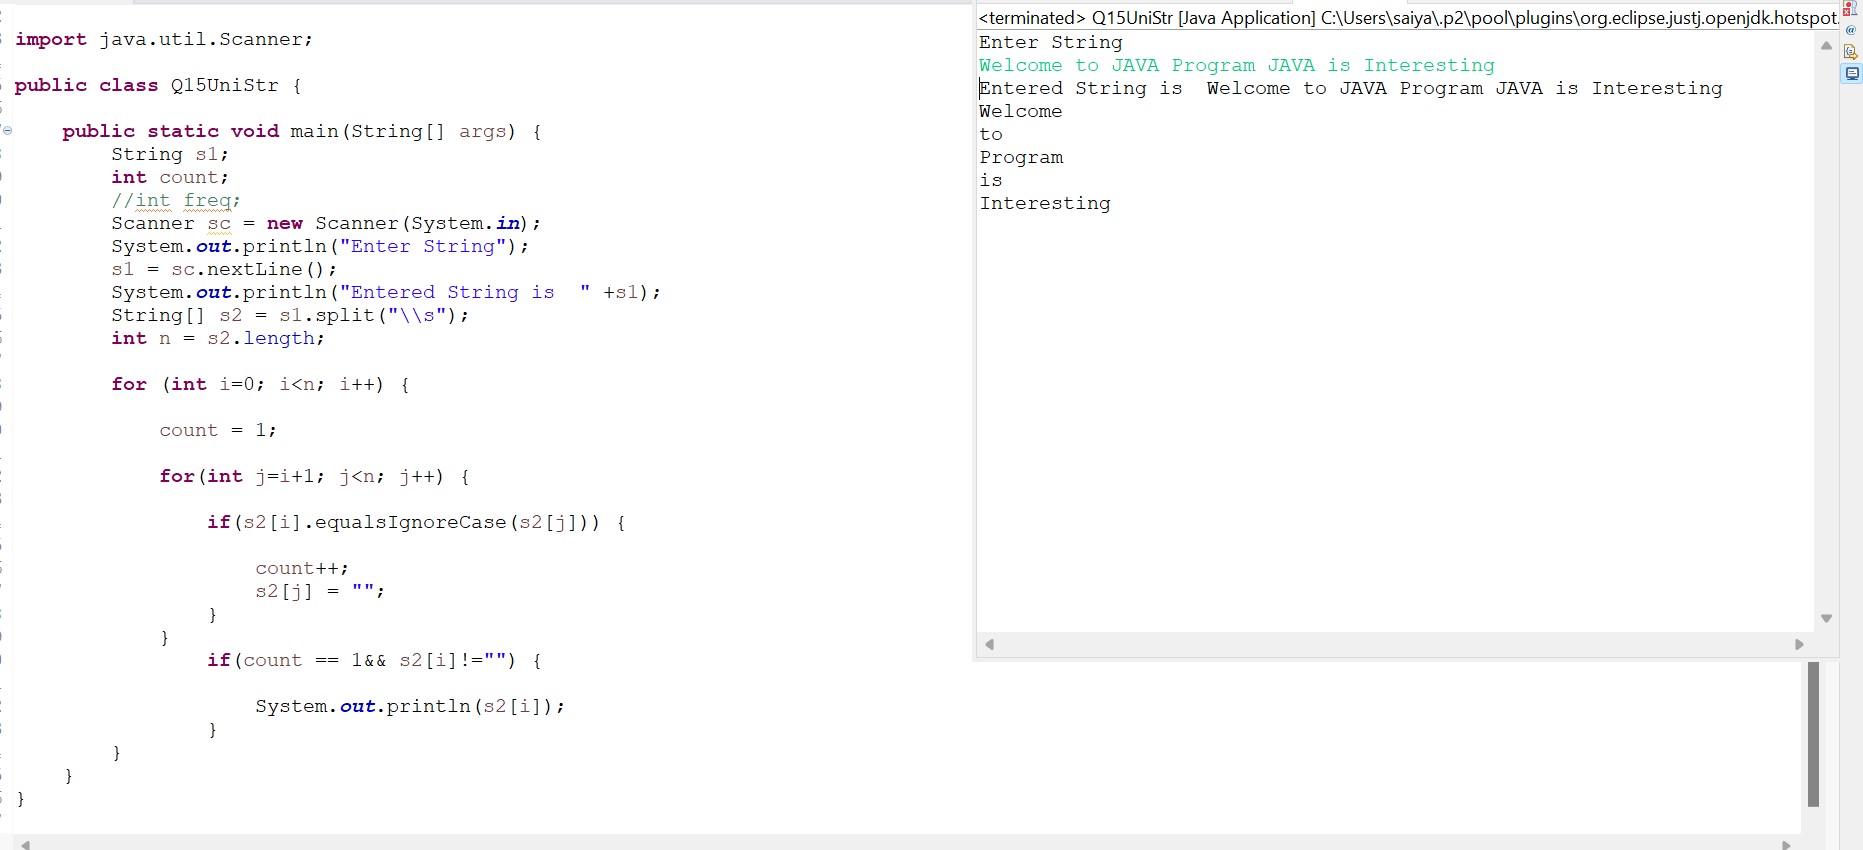 import java.util.Scanner;
public class Q15UniStr {
public static void main(String[] args) {
String s1;
int count;
//int freq;
Scanner sc = new Scanner(System.in);
System.out.println("Enter String");
s1 = sc.nextLine();
System.out.println("Entered String is  " +s1);
String[] s2 = s1.split("\\s");
int n = s2.length;
for (int i=0; i<n; i++) {
count = 1;
for(int j=i+1; j<n; j++) {
if(s2[i].equalsIgnoreCase(s2[j])) {
count++;
s2[j] = "";
}
}
if(count == 1&& s2[i]!="") {
System.out.println(s2[i]);
}
}
}
}
<terminated> Q15UniStr [Java Application] C:\Users\saiya\.p2\pool\plugins\org.eclipse.justj.openjdk.hotspot.
Enter String
Welcome to JAVA Program JAVA is Interesting
Entered String is  Welcome to JAVA Program JAVA is Interesting
Welcome
to
Program
is
Interesting